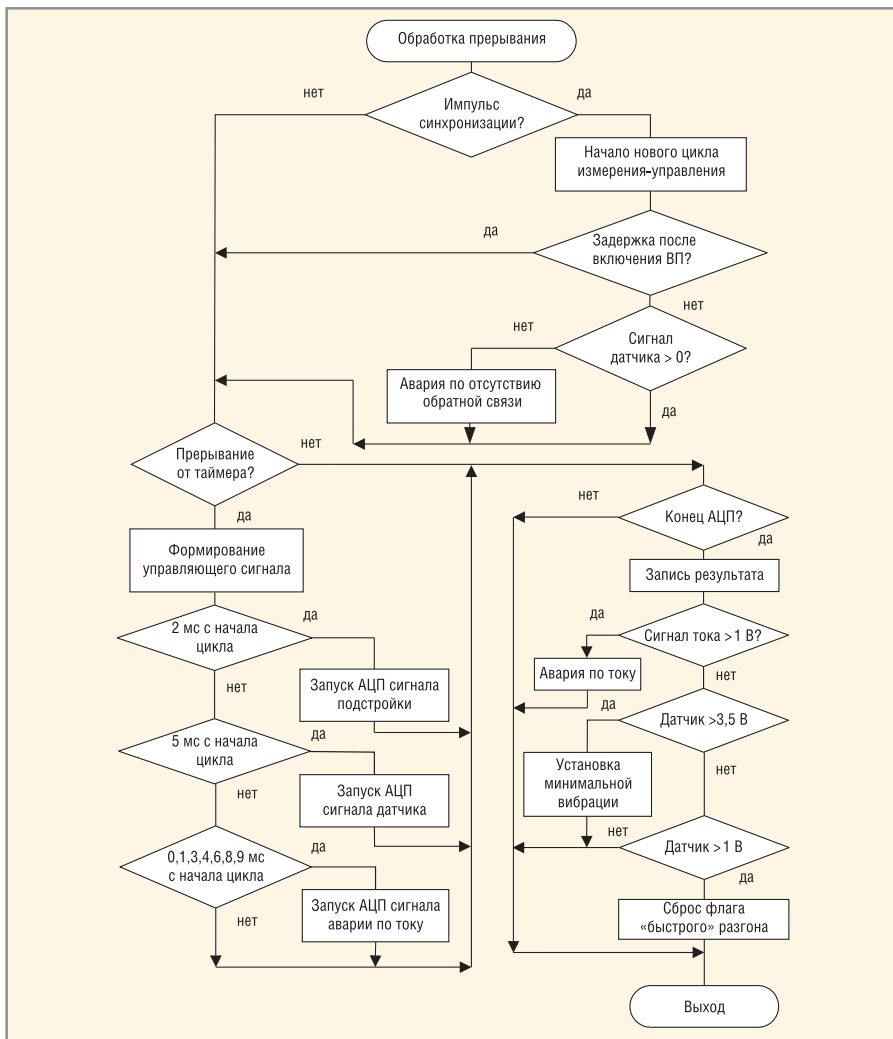 Обработка прерывания
нет
да
Импульс
синхронизации?
Начало нового цикла
измерения-управления
да
Задержка после
включения ВП?
нет
нет
Сигнал
датчика > 0?
Авария по отсутствию
обратной связи
да
Прерывание
от таймера?
нет
да
Формирование
управляющего сигнала
2 мс с начала
цикла
да
Запуск АЦП сигнала
подстройки
нет
5 мс с начала
цикла
да
Запуск АЦП
сигнала датчика
нет
0,1,3,4,6,8,9 мс
с начала цикла
да
Запуск АЦП сигнала
аварии по току
нет
нет
Конец АЦП?
да
Запись результата
да
Сигнал тока >1 В?
Авария по току
нет
да
Датчик >3,5 В
Установка
минимальной
вибрации
нет
нет
Датчик >1 В
да
Сброс флага
«быстрого» разгона
Выход